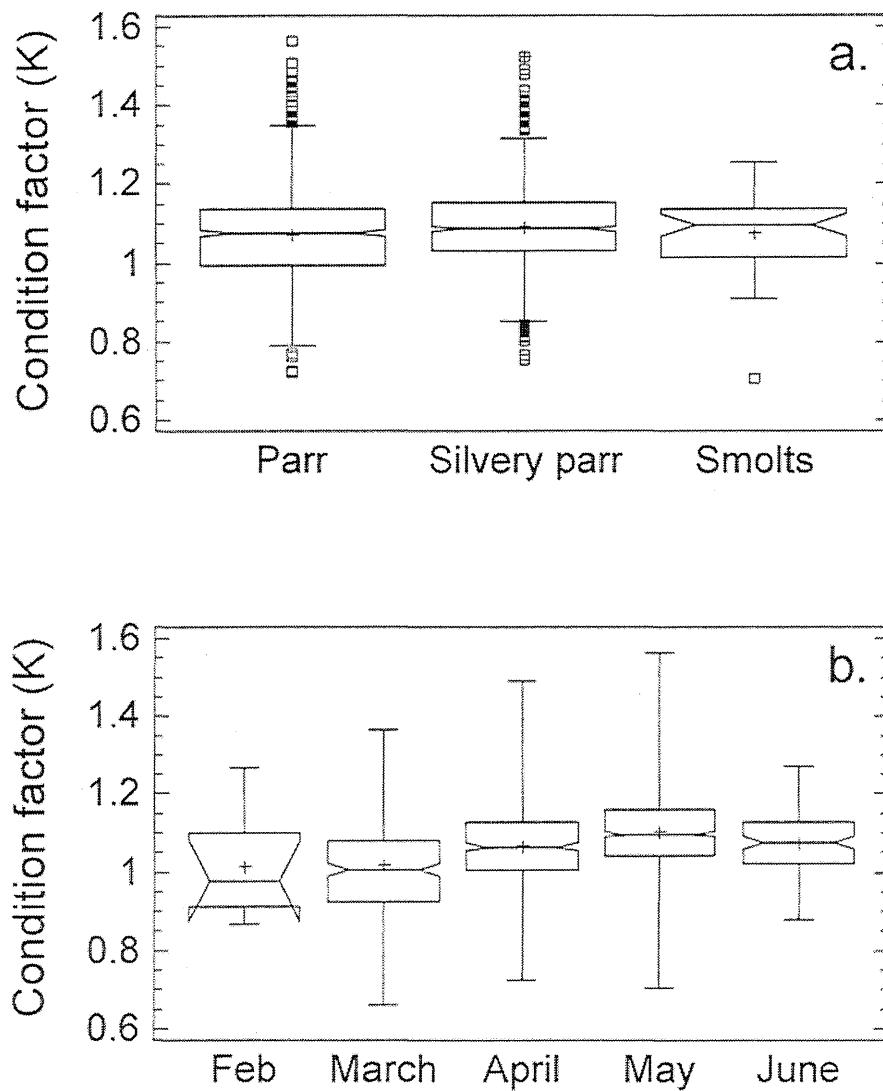 a.
Condition factor (K)
1.6
1.4
1.2
1
0.8
0.6
Parr Silvery parr Smolts
b.
Condition factor (K)
1.6
1.4
1.2
1
0.8
0.6
Feb March April May June